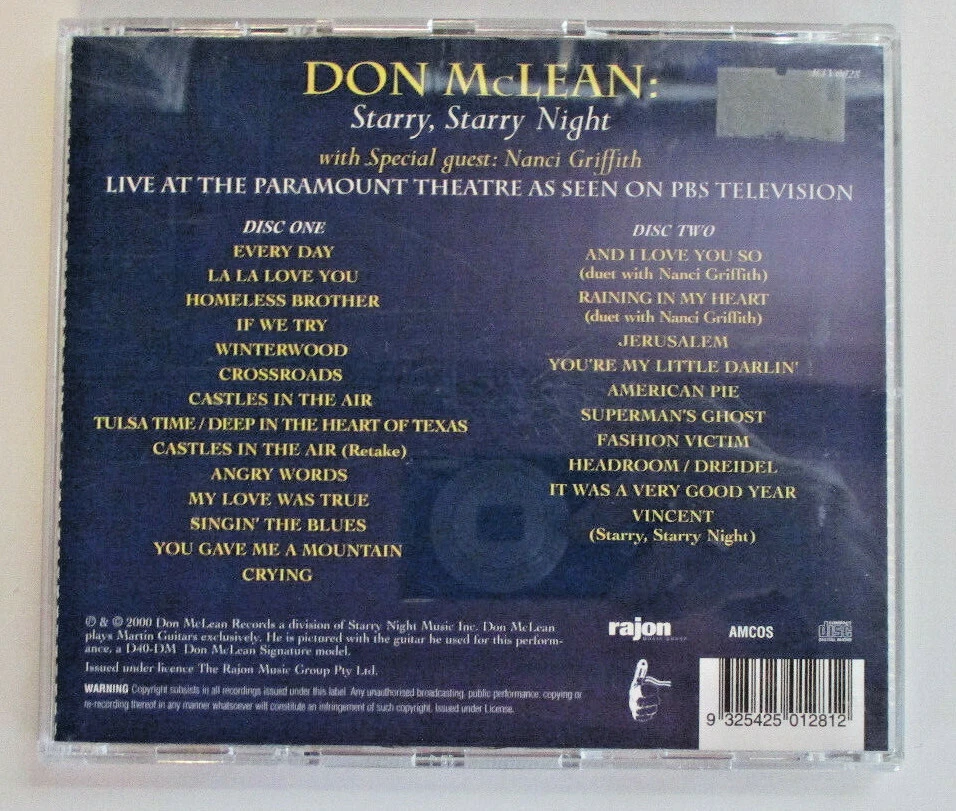 DON McLEAN:
Starry, Starry Night
with Special guest: Nanci Griffith
LIVE AT THE PARAMOUNT THEATRE AS SEEN ON PBS TELEVISION
DISC ONE
EVERY DAY
LA LA LOVE YOU
HOMELESS BROTHER
IF WE TRY
WINTERWOOD
CROSSROADS
CASTLES IN THE AIR
TULSA TIME / DEEP IN THE HEART OF TEXAS
CASTLES IN THE AIR (Retake)
ANGRY WORDS
MY LOVE WAS TRUE
SINGIN' THE BLUES
YOU GAVE ME A MOUNTAIN
CRYING
DISC TWO
AND I LOVE YOU SO
(duet with Nanci Griffith)
RAINING IN MY HEART
(duet with Nanci Griffith)
JERUSALEM
YOU'RE MY LITTLE DARLIN'
AMERICAN PIE
SUPERMAN'S GHOST
FASHION VICTIM
HEADROOM / DREIDEL
IT WAS A VERY GOOD YEAR
VINCENT
(Starry, Starry Night)
℗ & © 2000 Don McLean Records a division of Starry Night Music Inc. Don McLean
plays Martin Guitars exclusively. He is pictured with the guitar he used for this perform-
ance, a D40-DM Don McLean Signature model.
Issued under licence The Rajon Music Group Pty Ltd.
WARNING Copyright subsists in all recordings issued under this label. Any unauthorised broadcasting, public performance, copying or
re-recording thereof in any manner whatsoever will constitute an infringement of such copyright. Issued under License.
rajon
music group
AMCOS
COMPACT
disc
DIGITAL AUDIO
9 325425 012812